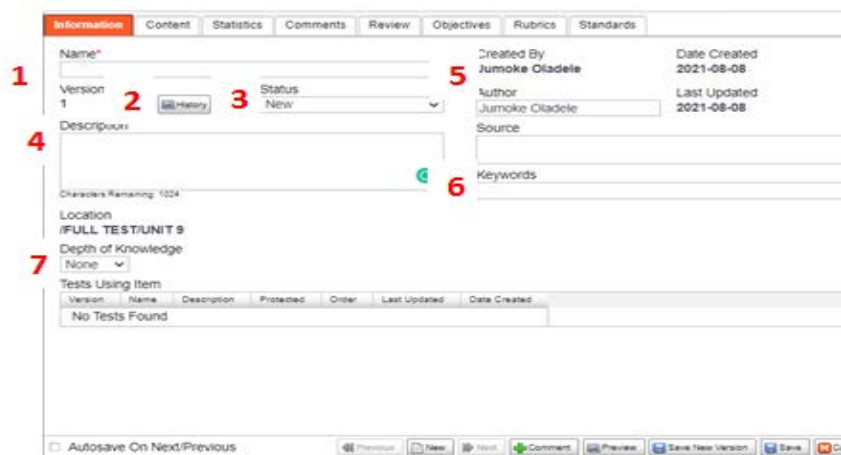 Information Content Statistics Comments Review Objectives Rubrics Standards
Name*
1
Version
1
2
History
3
Status
New
4
Description
Characters Remaining: 1024
Location
/FULL TEST/UNIT 9
Depth of Knowledge
7
None
Tests Using Item
Version Name Description Protected Order Last Updated Date Created
No Tests Found
5
Created By
Jumoke Oladele
Date Created
2021-08-08
Author
Jumoke Oladele
Last Updated
2021-08-08
Source
6
Keywords
Autosave On Next/Previous
Previous New Next Comment Preview Save New Version Save